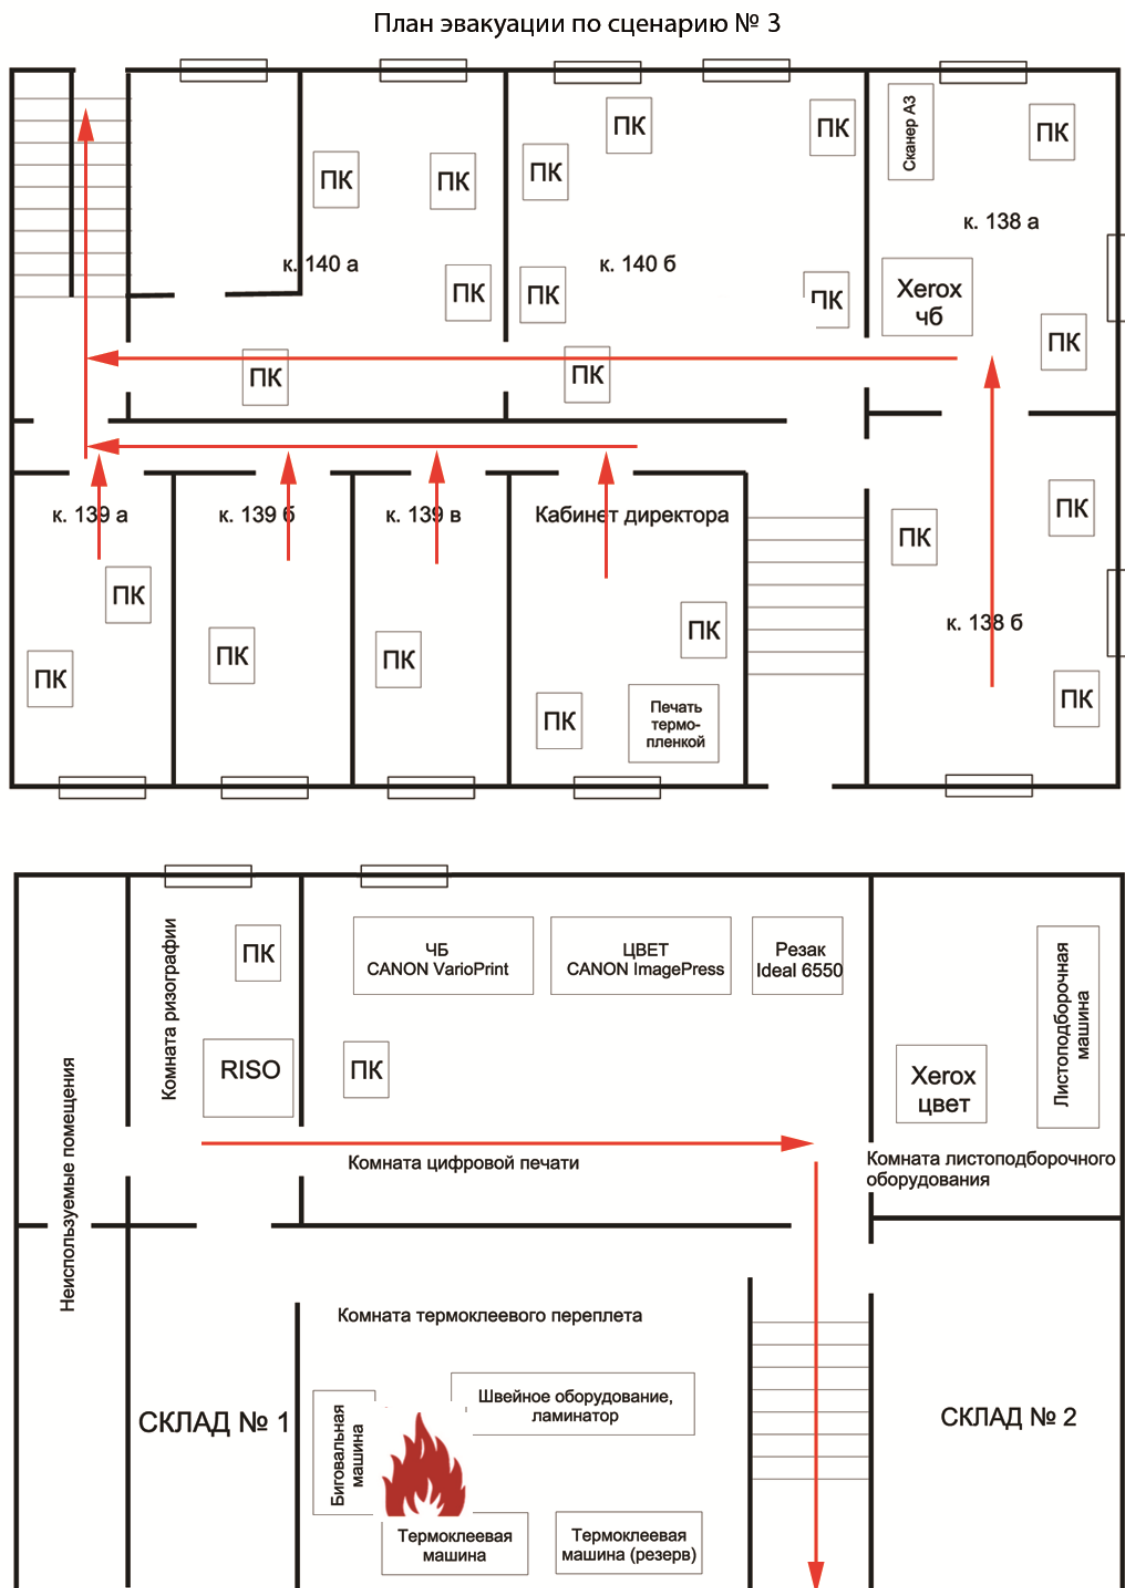 План эвакуации по сценарию № 3
Сканер А3
ПК
ПК
ПК
ПК
ПК
ПК
ПК
к. 138 а
к. 140 а
к. 140 б
ПК
ПК
ПК
Xerox
чб
ПК
ПК
ПК
к. 139 а
к. 139 б
к. 139 в
Кабинет директора
ПК
ПК
ПК
ПК
к. 138 б
ПК
ПК
ПК
ПК
ПК
Печать
термо-
пленкой
Комната ризографии
ПК
ЧБ
CANON VarioPrint
ЦВЕТ
CANON ImagePress
Резак
Ideal 6550
Листоподборочная
машина
RISO
ПК
Xerox
цвет
Неиспользуемые помещения
Комната цифровой печати
Комната листоподборочного
оборудования
Комната термоклеевого переплета
СКЛАД № 1
Биговальная
машина
Швейное оборудование,
ламинатор
СКЛАД № 2
Термоклеевая
машина
Термоклеевая
машина (резерв)